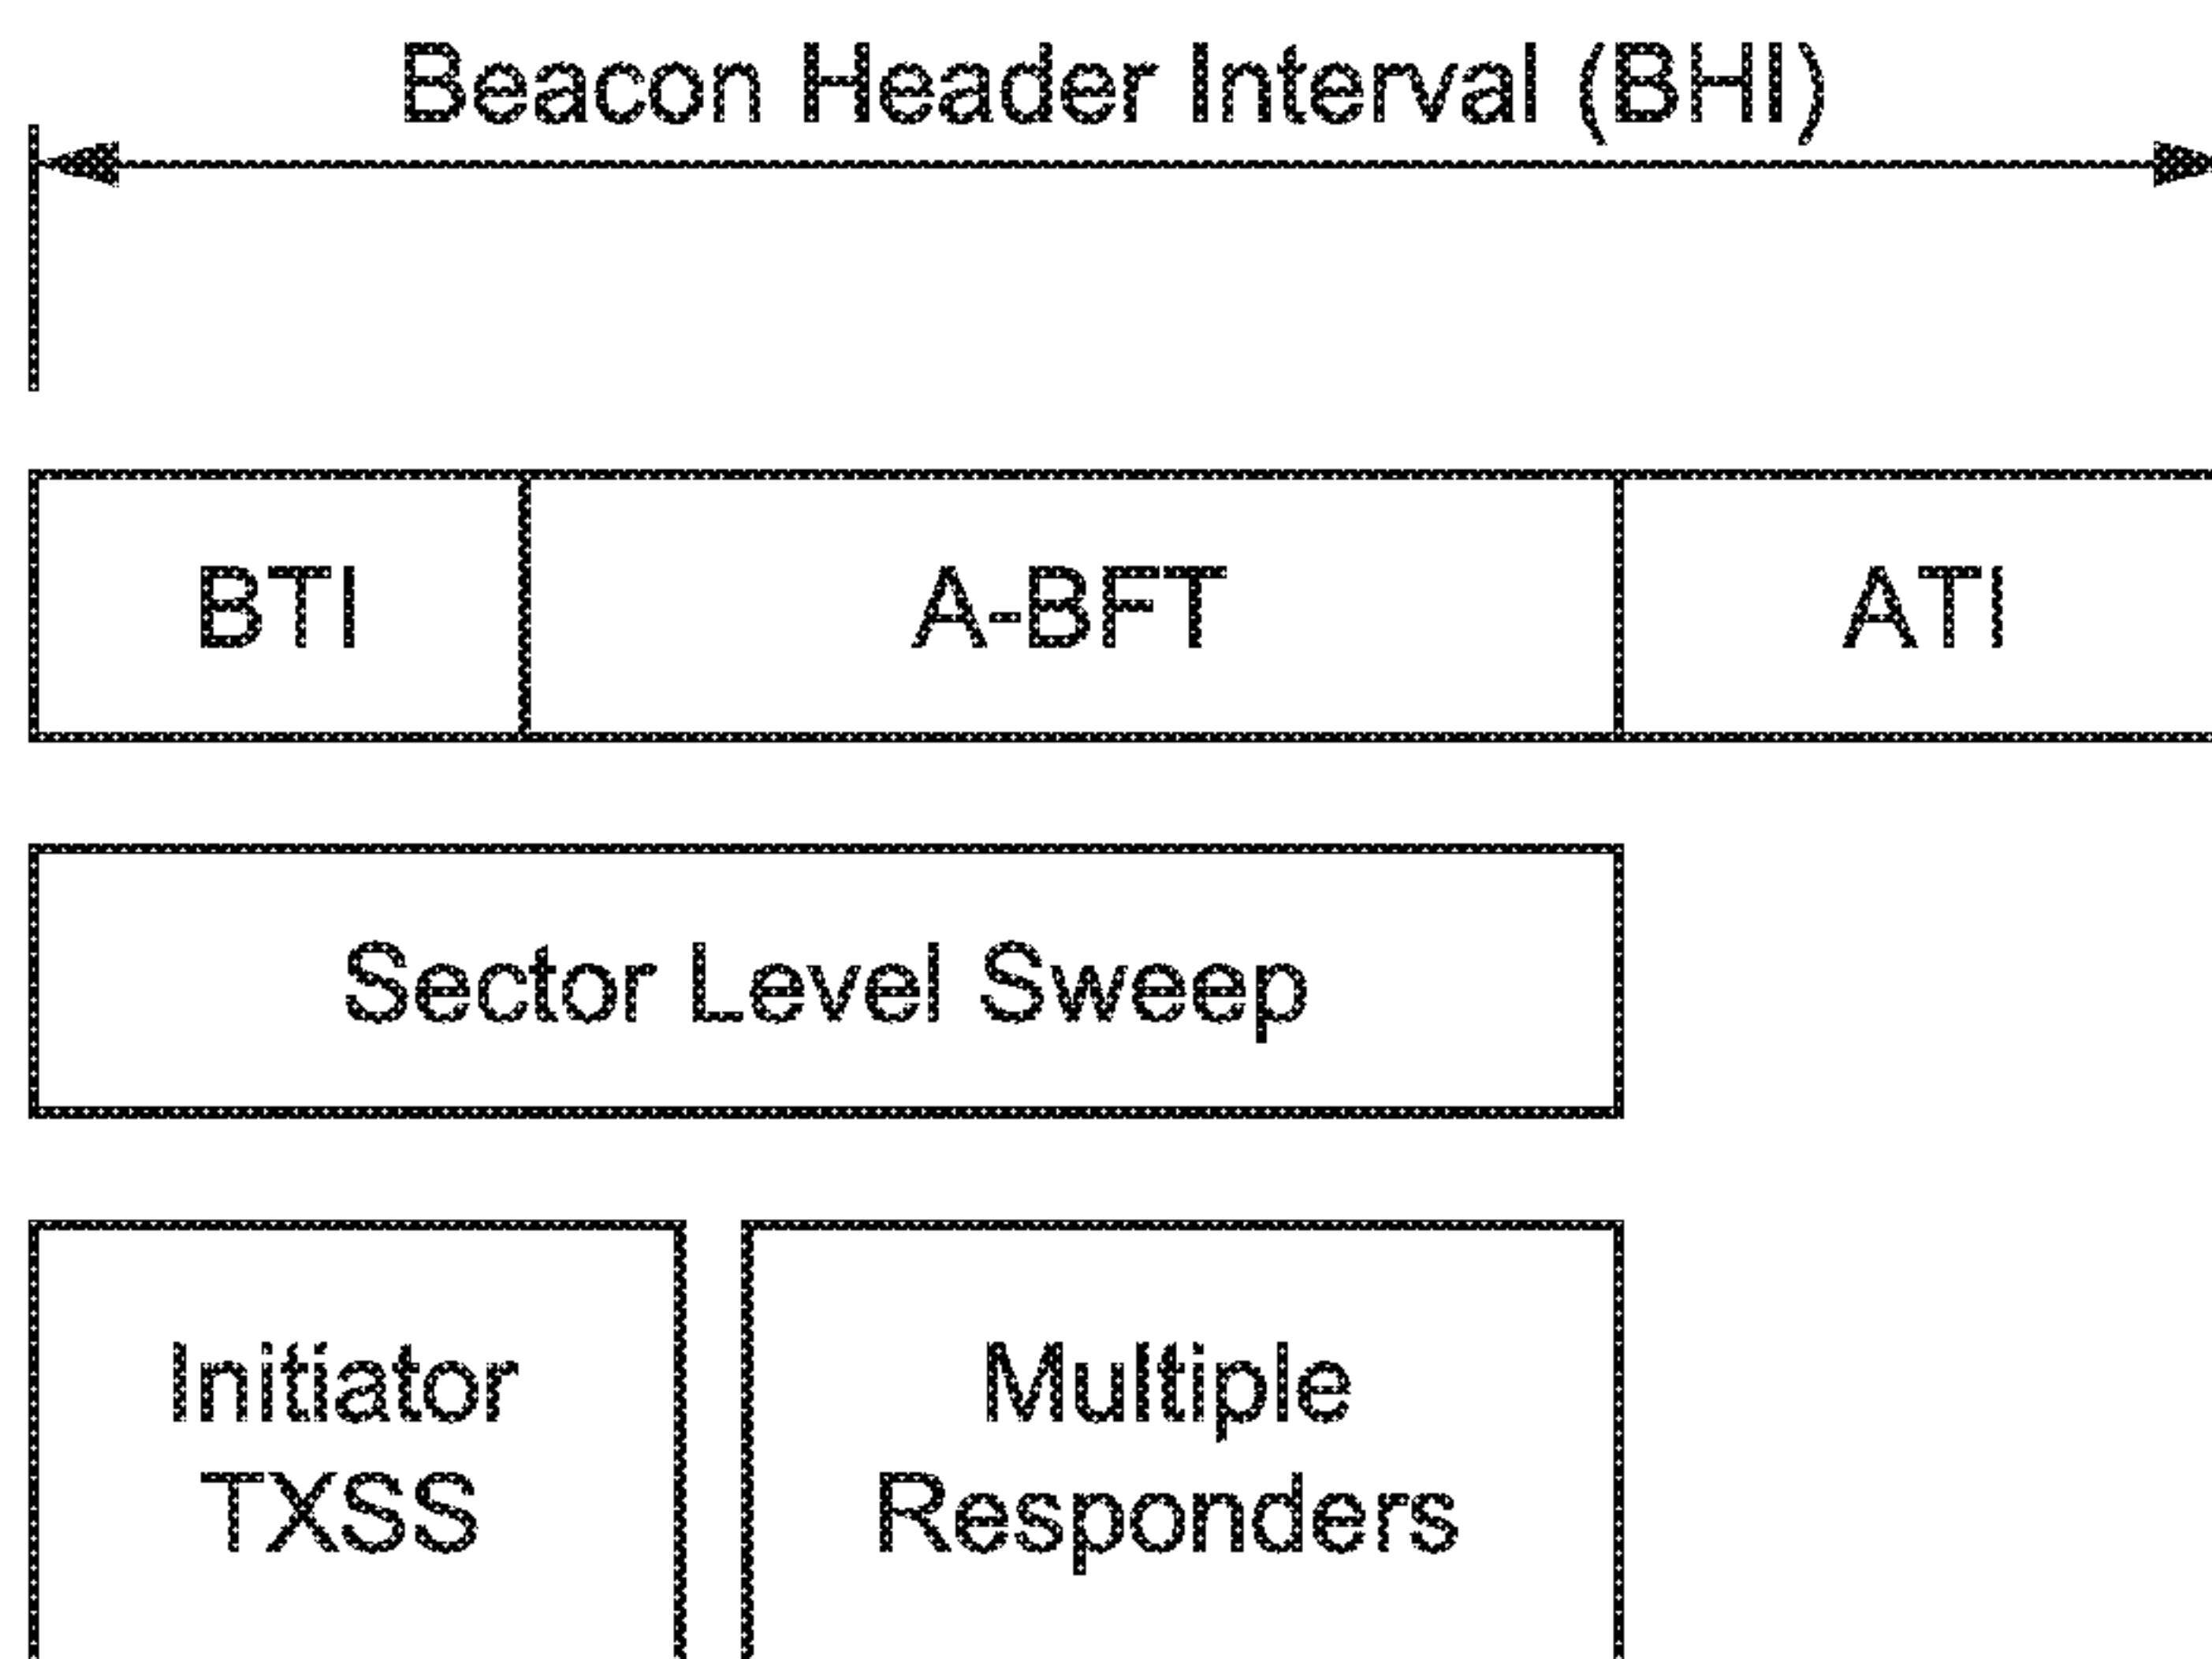 Beacon Header Interval (BHI)
BTI
A-BFT
ATI
Sector Level Sweep
Initiator
TXSS
Multiple
Responders